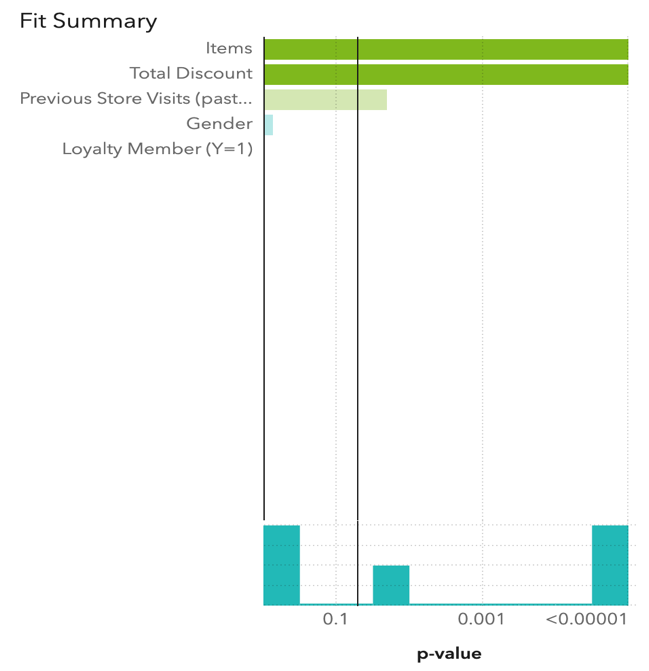 Fit Summary
Items
Total Discount
Previous Store Visits (past...
Gender
Loyalty Member (Y=1)
0.1 0.001 <0.00001
p-value